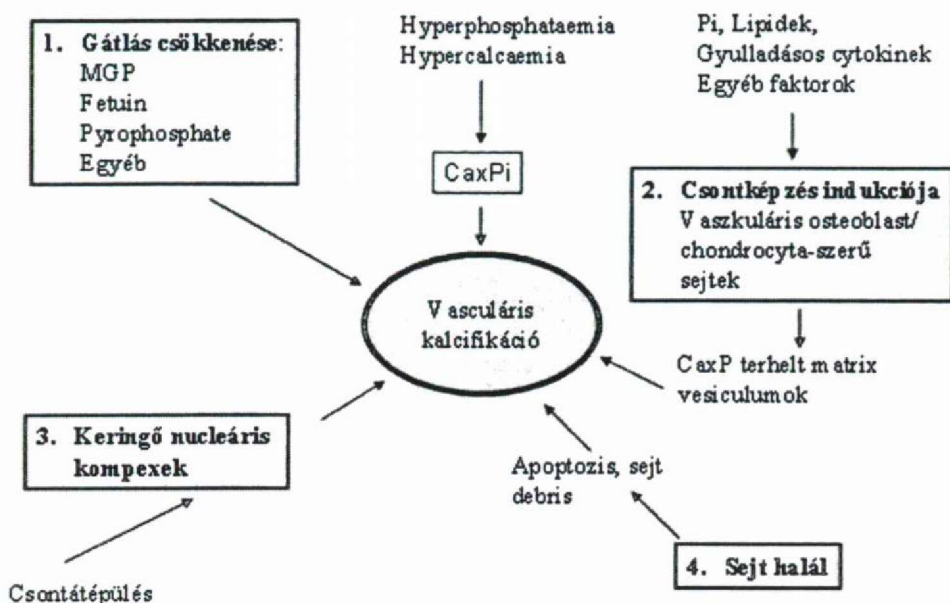 1. Gátlás csökkenése:
MGP
Fetuin
Pyrophosphate
Egyéb
Hyperphosphataemia
Hypercalcaemia
CaxPi
Pi, Lipidek,
Gyulladásos cytokinek
Egyéb faktorok
2. Csontképzés indukciója
Vaszkuláris osteoblast/
chondrocyta-szerű
sejtek
CaxP terhelt matrix
vesiculumok
Vasculáris
kalcifikáció
3. Keringő nucleáris
kompexek
Csontátépülés
Apoptozis, sejt
debris
4. Sejt halál